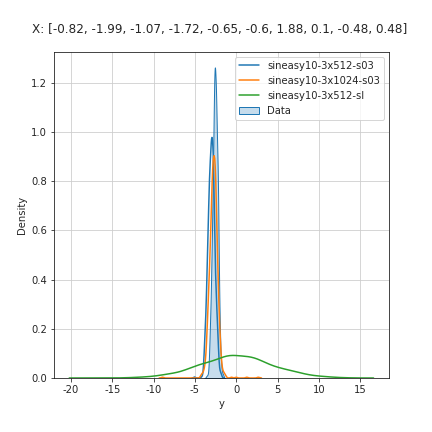 X: [-0.82, -1.99, -1.07, -1.72, -0.65, -0.6, 1.88, 0.1, -0.48, 0.48]
sineasy10-3x512-s03
sineasy10-3x1024-s03
sineasy10-3x512-sl
Data
1.2
1.0
0.8
0.6
0.4
0.2
0.0
Density
-20 -15 -10 -5 0 5 10 15
y